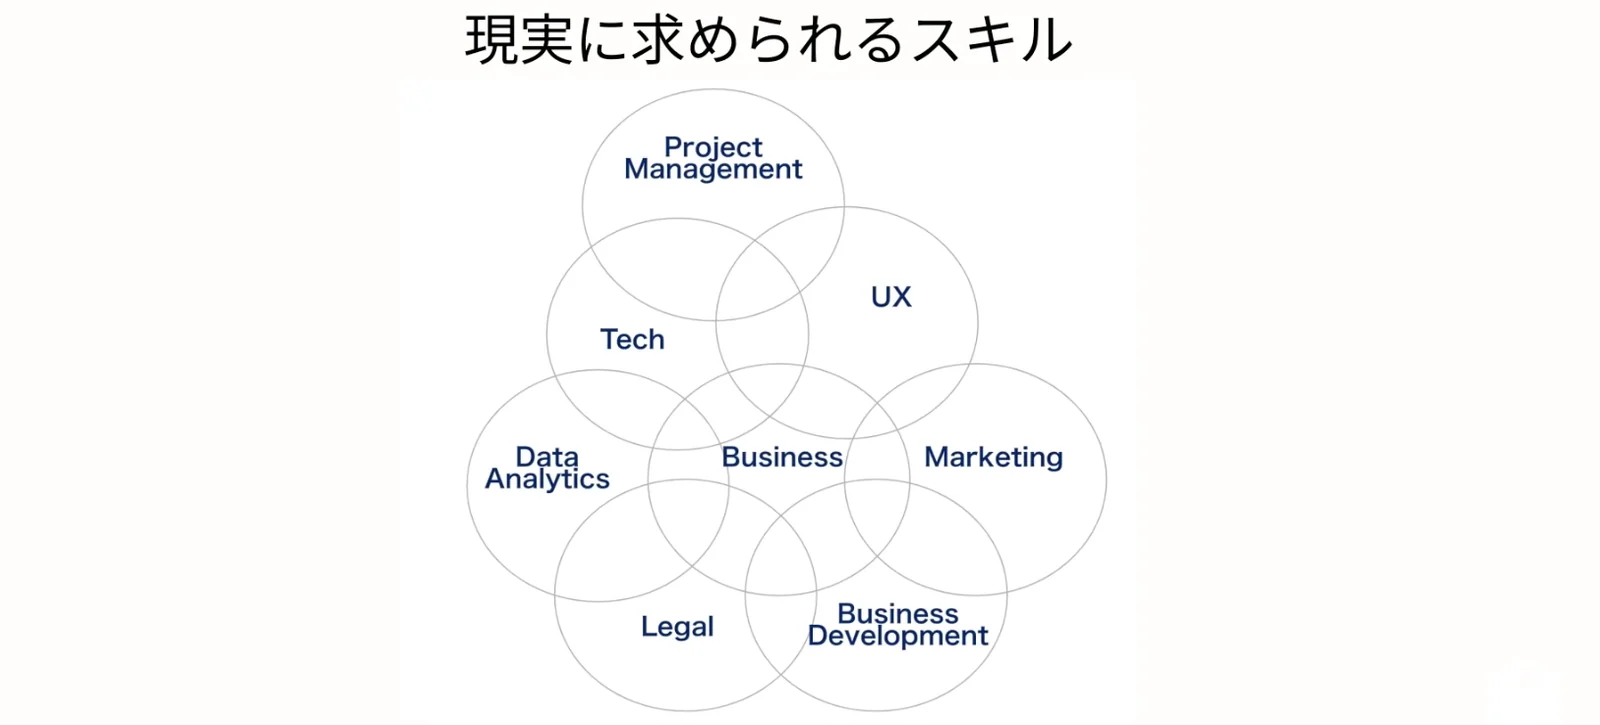 現実に求められるスキル
Project
Management
UX
Tech
Data
Analytics
Business
Marketing
Legal
Business
Development